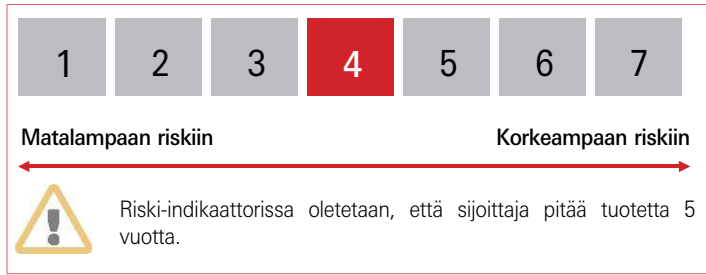 1 2 3 4 5 6 7
Matalampaan riskiin Korkeampaan riskiin
Riski-indikaattorissa oletetaan, että sijoittaja pitää tuotetta 5
vuotta.